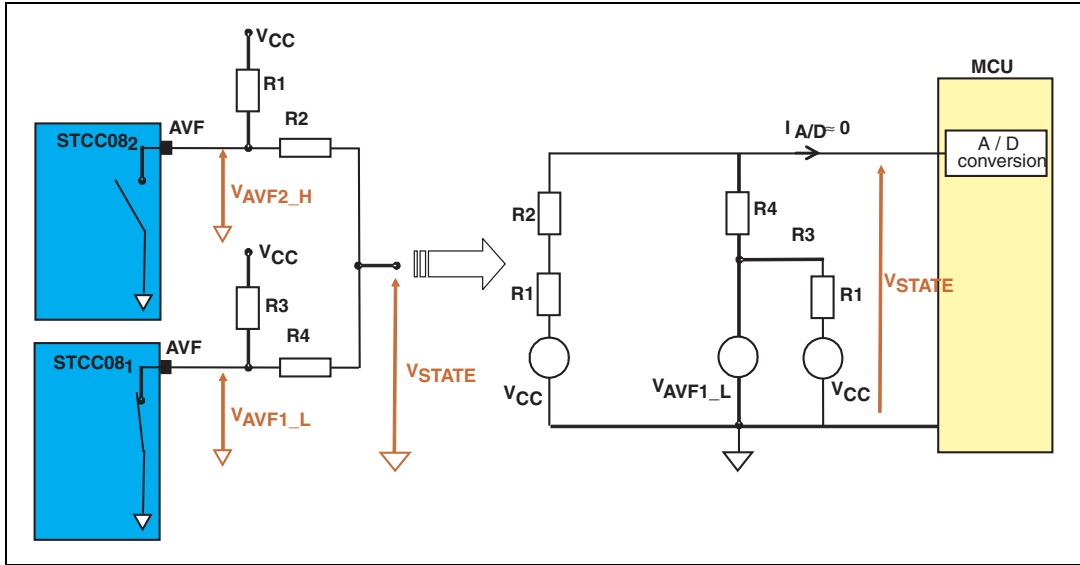 VCC
R1
R2
STCC082
AVF
VAVF2_H
VCC
R3
R4
STCC081
AVF
VAVF1_L
VSTATE
MCU
I A/D≈ 0
A / D
conversion
R2
R4
R3
R1
R1
VSTATE
VCC
VAVF1_L
VCC